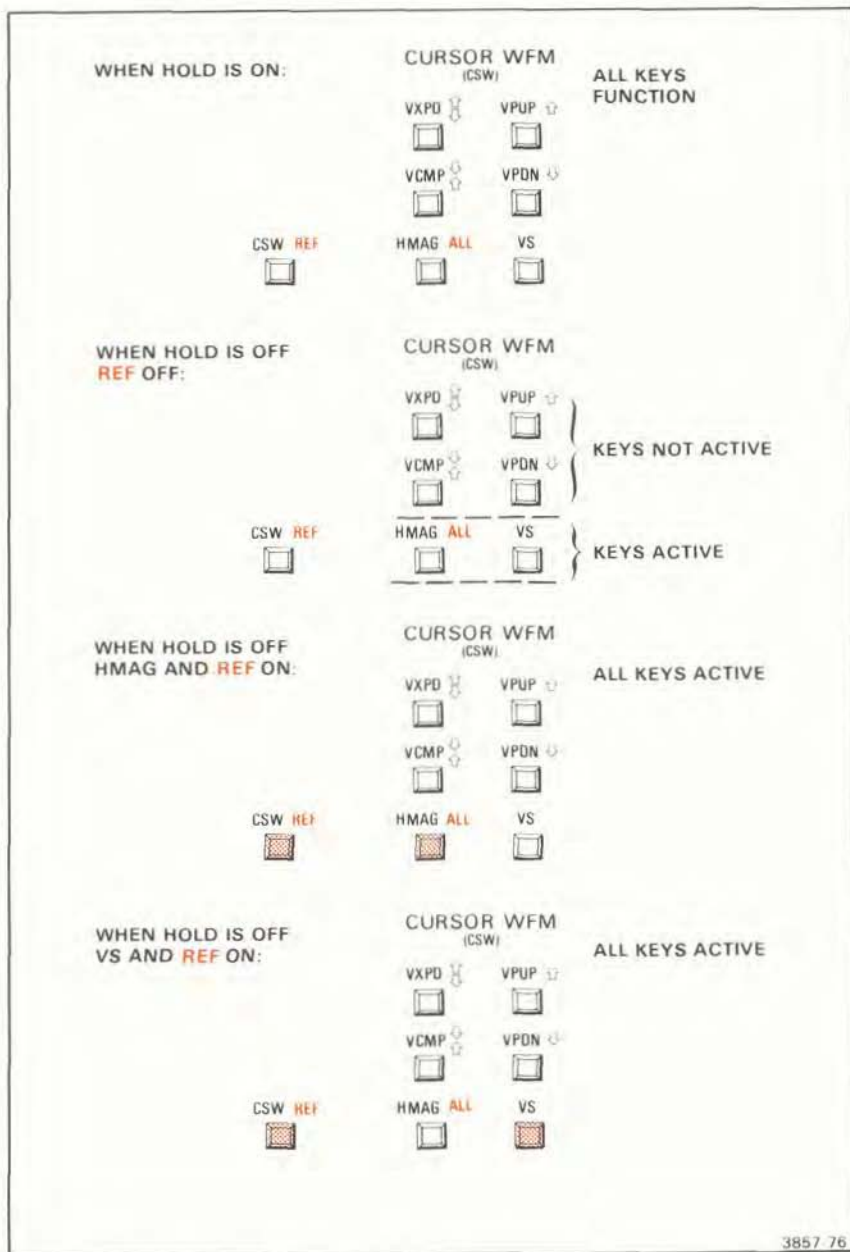 WHEN HOLD IS ON:
CURSOR WFM
(CSW)
ALL KEYS
FUNCTION
VXPD VPUP
VCMP VPDN
CSW REF HMAG ALL VS
WHEN HOLD IS OFF
REF OFF:
CURSOR WFM
(CSW)
VXPD VPUP
VCMP VPDN
KEYS NOT ACTIVE
CSW REF HMAG ALL VS
KEYS ACTIVE
WHEN HOLD IS OFF
HMAG AND REF ON:
CURSOR WFM
(CSW)
ALL KEYS ACTIVE
VXPD VPUP
VCMP VPDN
CSW REF HMAG ALL VS
WHEN HOLD IS OFF
VS AND REF ON:
CURSOR WFM
(CSW)
ALL KEYS ACTIVE
VXPD VPUP
VCMP VPDN
CSW REF HMAG ALL VS
3857 76